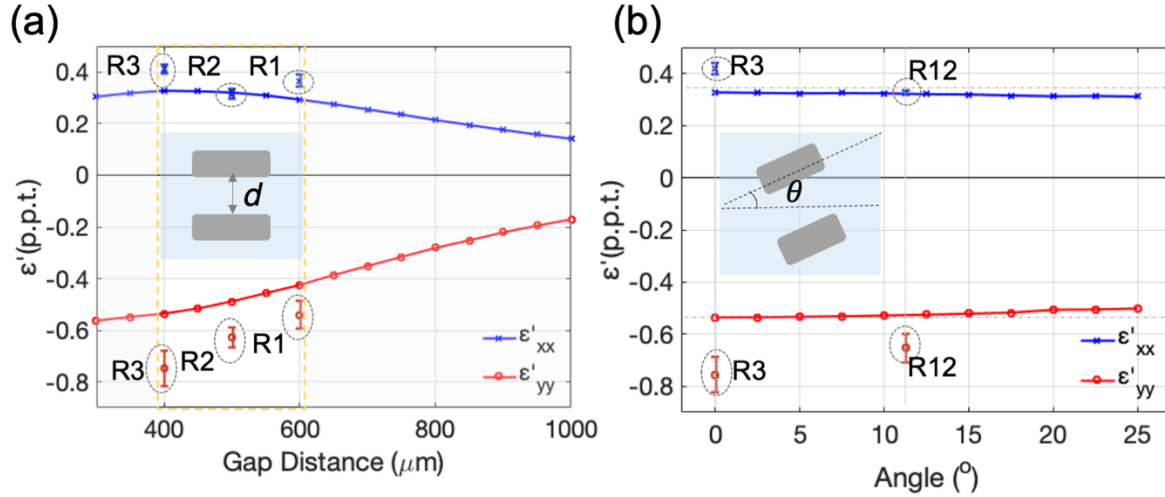 (a)
ε'(p.p.t.)
0.4
0.2
0
-0.2
-0.4
-0.6
-0.8
R3 R2 R1
d
R3 R2 R1
ε'xx
ε'yy
400 600 800 1000
Gap Distance (μm)
(b)
ε'(p.p.t.)
0.4
0.2
0
-0.2
-0.4
-0.6
-0.8
R3 R12
θ
R3 R12
ε'xx
ε'yy
0 5 10 15 20 25
Angle (°)